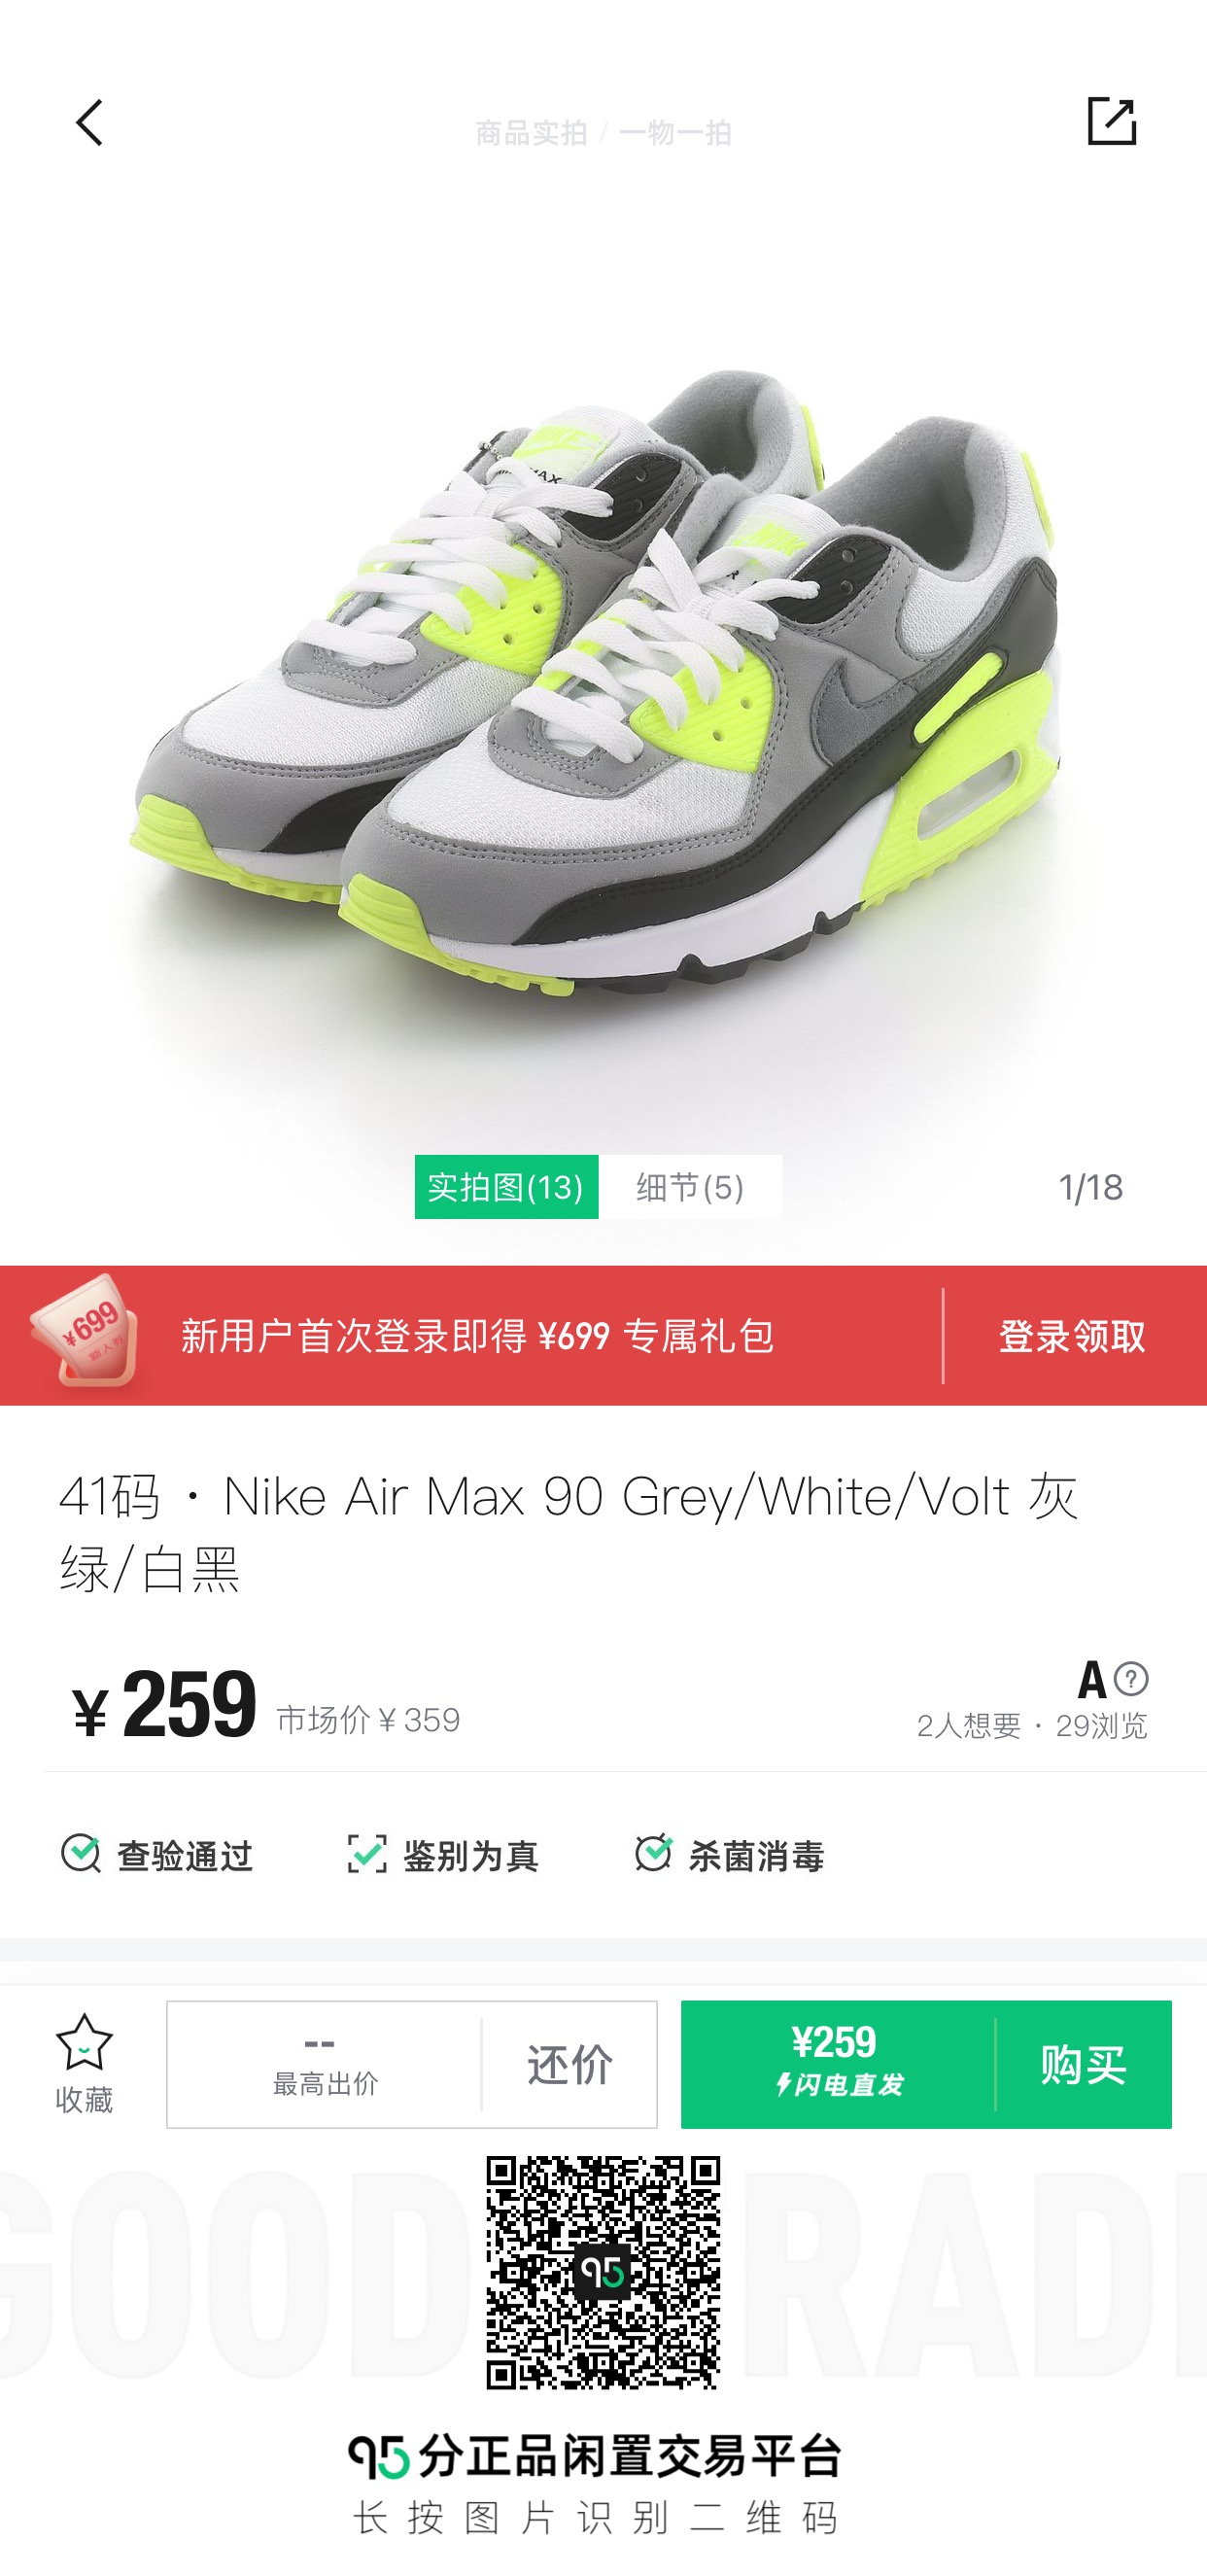 商品实拍 / 一物一拍
NIKE
MAX
实拍图(13)
细节(5)
1/18
¥699
新用户首次登录即得 ¥699 专属礼包
登录领取
41码 · Nike Air Max 90 Grey/White/Volt 灰
绿/白黑
¥259 市场价¥359
A ?
2人想要 · 29浏览
查验通过
鉴别为真
杀菌消毒
收藏
--
最高出价
还价
¥259
闪电直发
购买
GOOD RAD
95
95分正品闲置交易平台
长按图片识别二维码